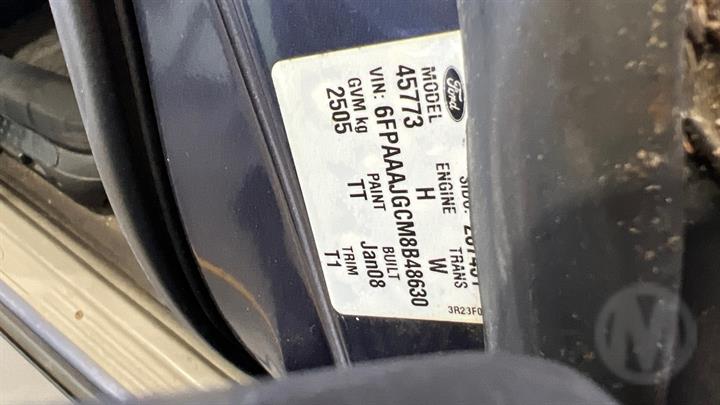 Ford
MODEL ENGINE TRANS
45773 H W
VIN: 6FPAAAJGCM8B48630
GVM kg PAINT BUILT TRIM
2505 TT Jan08 T1
M